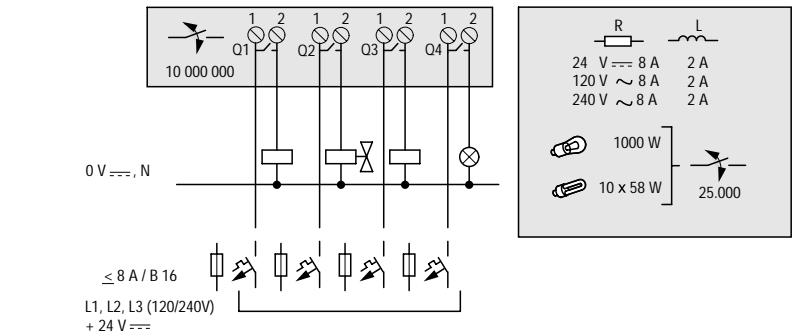 1 2 1 2 1 2 1 2
Q1 Q2 Q3 Q4
10 000 000
0 V ⎓, N
≤ 8 A / B 16
L1, L2, L3 (120/240V)
+ 24 V ⎓
R L
24 V ⎓ 8 A 2 A
120 V ~ 8 A 2 A
240 V ~ 8 A 2 A
1000 W
10 x 58 W
25.000